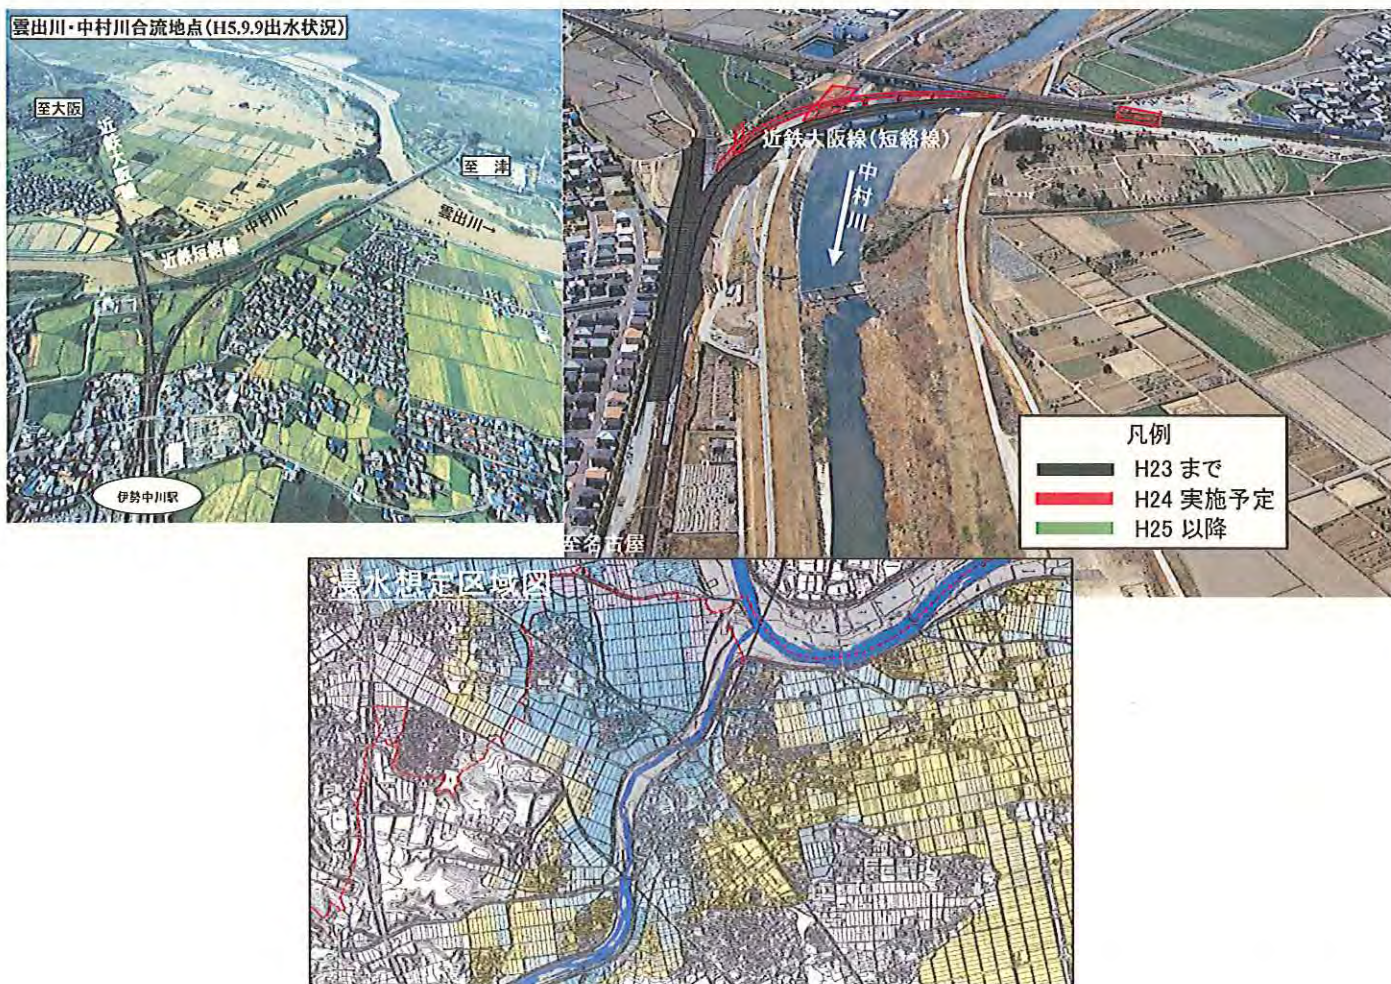 雲出川・中村川合流地点(H5,9.9出水状況)
至大阪
近鉄大阪線
至 津
中村川→
雲出川→
近鉄短絡線
伊勢中川駅
近鉄大阪線(短絡線)
中村川
至名古屋
凡例
H23 まで
H24 実施予定
H25 以降
浸水想定区域図